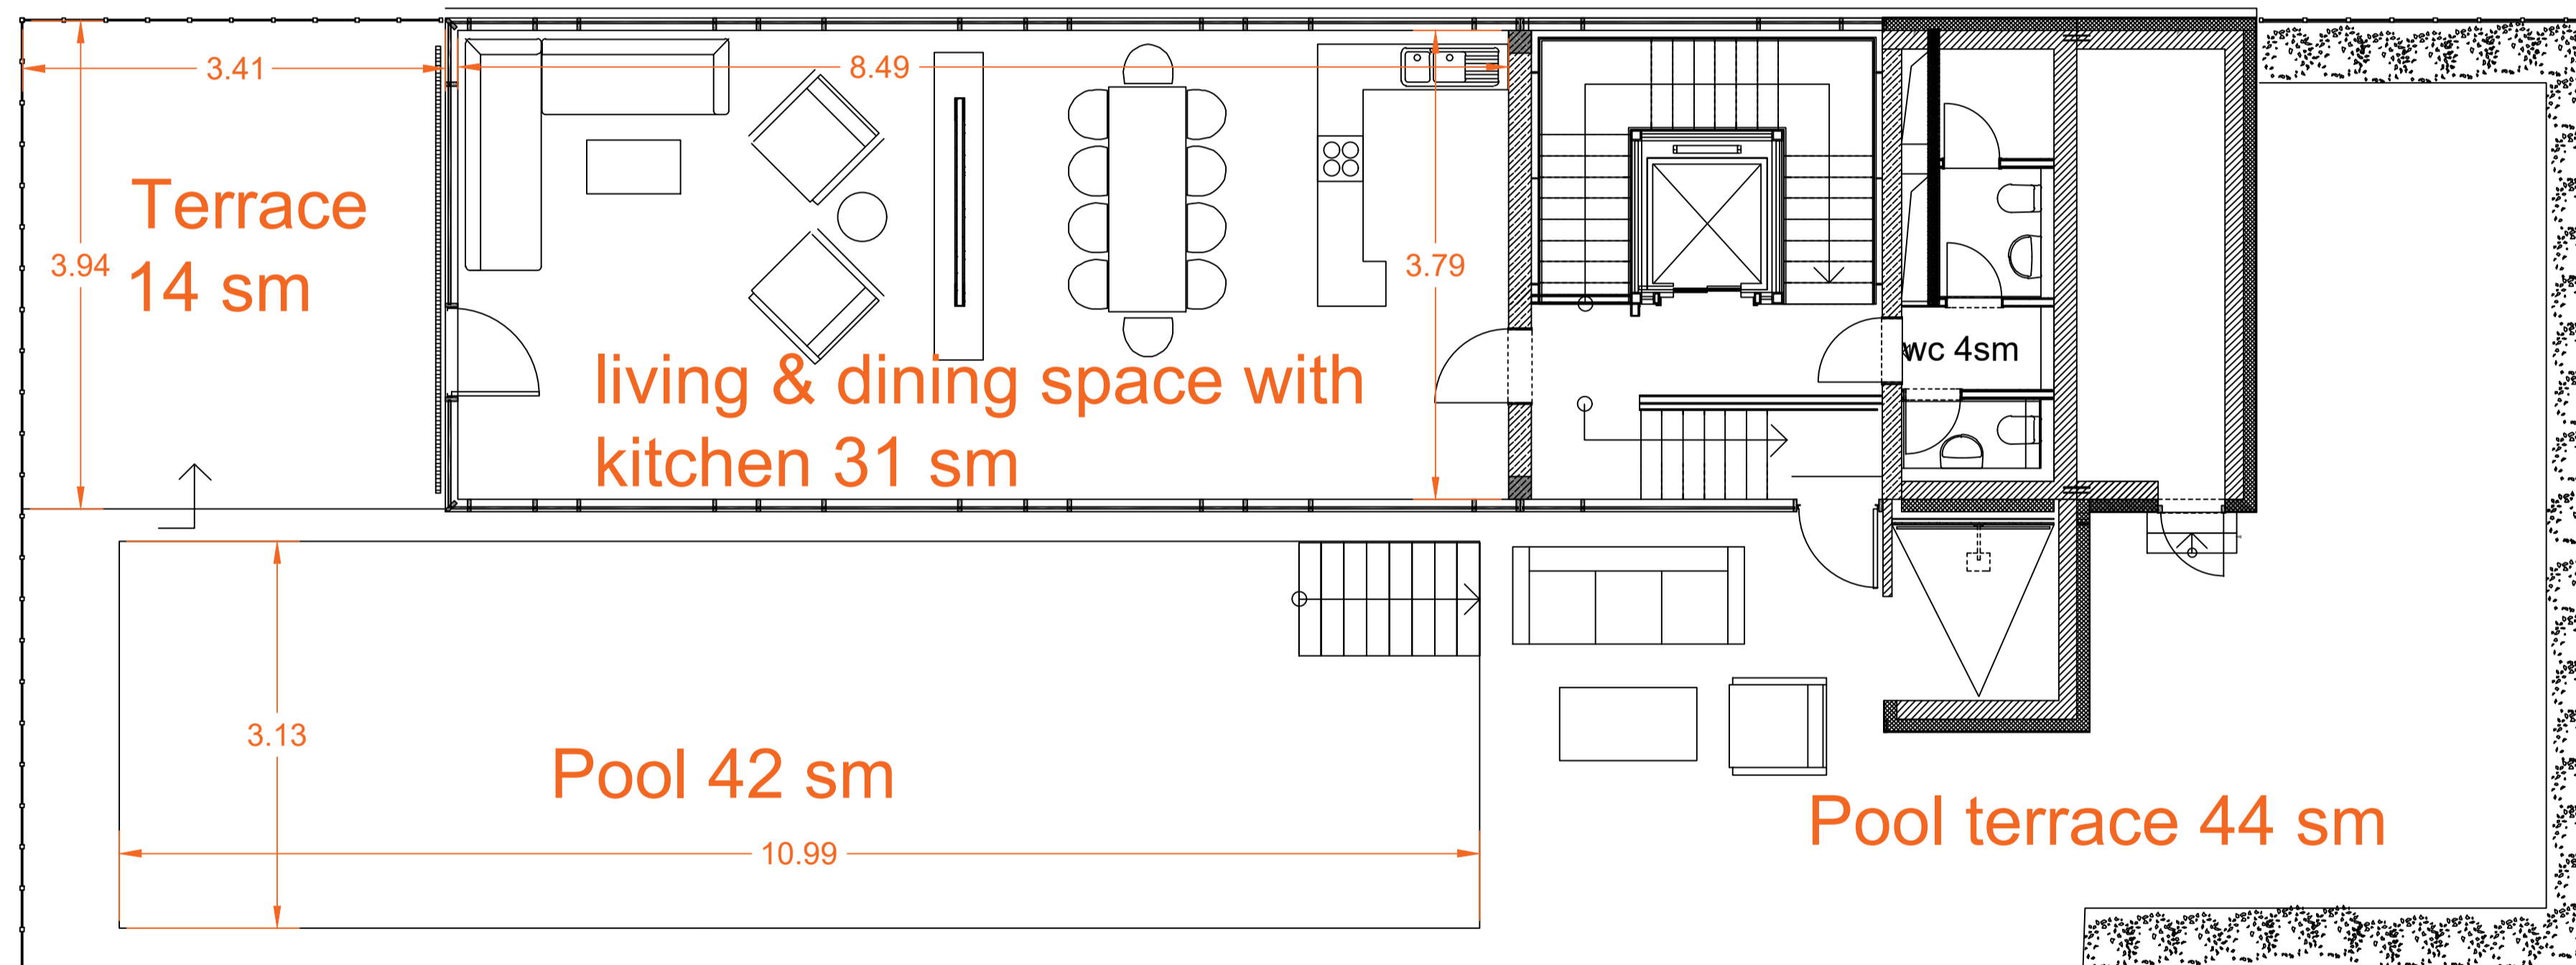 3.41
8.49
Terrace
14 sm
3.94
3.79
wc 4sm
living & dining space with
kitchen 31 sm
3.13
Pool 42 sm
10.99
Pool terrace 44 sm